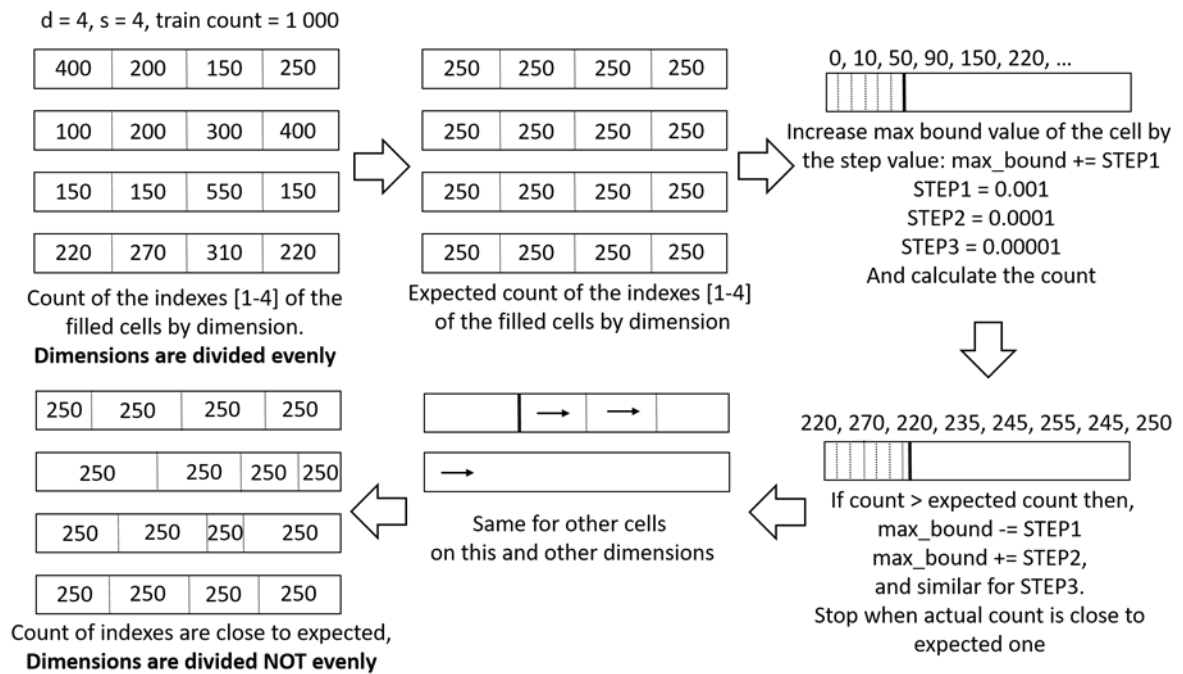 d = 4, s = 4, train count = 1 000
400 200 150 250
100 200 300 400
150 150 550 150
220 270 310 220
Count of the indexes [1-4] of the
filled cells by dimension.
Dimensions are divided evenly
250 250 250 250
250 250 250 250
250 250 250 250
250 250 250 250
Expected count of the indexes [1-4]
of the filled cells by dimension
0, 10, 50, 90, 150, 220, ...
Increase max bound value of the cell by
the step value: max_bound += STEP1
STEP1 = 0.001
STEP2 = 0.0001
STEP3 = 0.00001
And calculate the count
220, 270, 220, 235, 245, 255, 245, 250
If count > expected count then,
max_bound -= STEP1
max_bound += STEP2,
and similar for STEP3.
Stop when actual count is close to
expected one
Same for other cells
on this and other dimensions
250 250 250 250
250 250 250 250
250 250 250 250
250 250 250 250
Count of indexes are close to expected,
Dimensions are divided NOT evenly